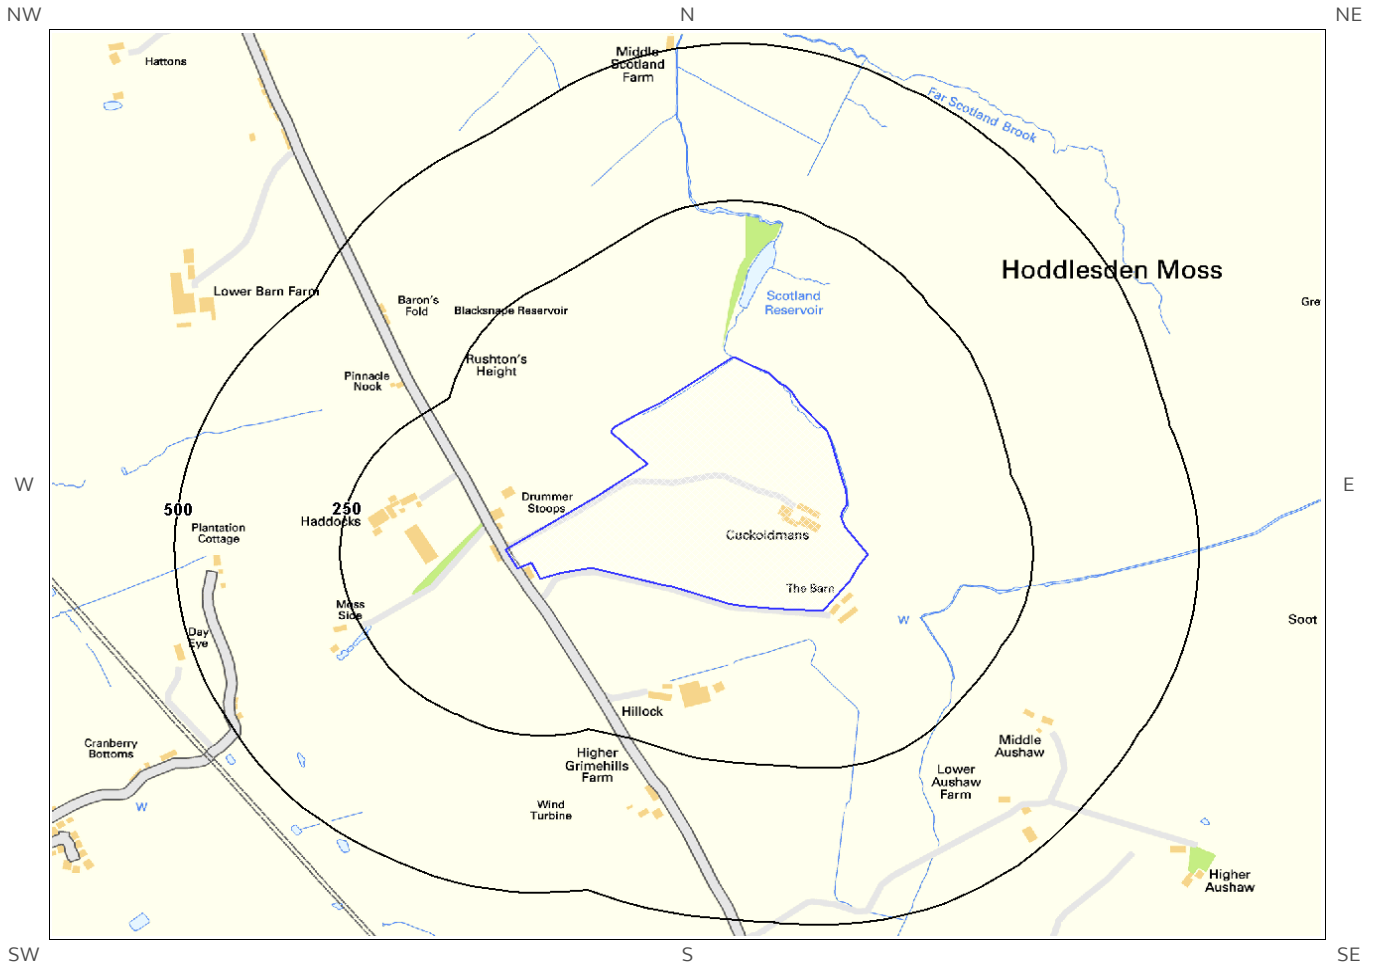 NW
N
NE
Hattons
Middle
Scotland
Farm
Far Scotland Brook
Hoddlesden Moss
Lower Barn Farm
Baron's
Fold
Blacksnape Reservoir
Scotland
Reservoir
Gre
Rushton's
Height
Pinnacle
Nook
W
E
500
250
Drummer
Stoops
Haddocks
Plantation
Cottage
Cuckoldmans
The Barn
Moss
Side
W
Soot
Day
Eye
Hillock
Cranberry
Bottoms
Middle
Aushaw
Higher
Grimehills
Farm
Lower
Aushaw
Farm
Wind
Turbine
W
Higher
Aushaw
SW
S
SE